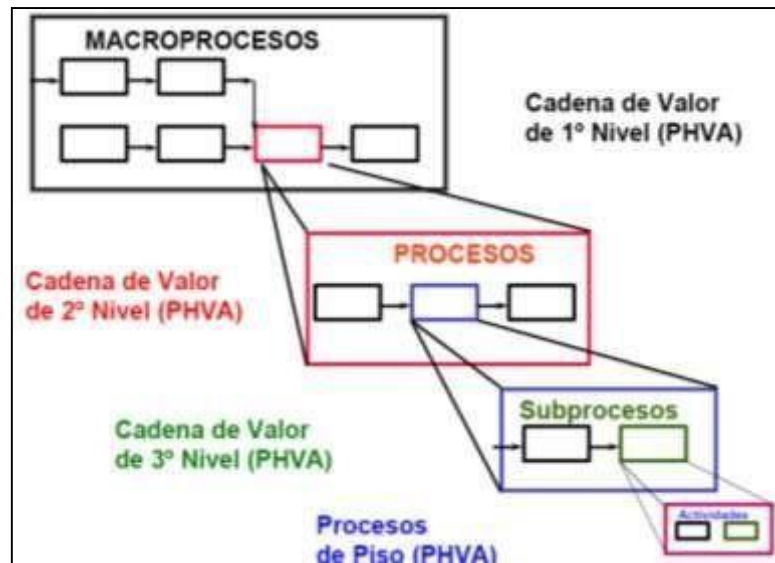 MACROPROCESOS
Cadena de Valor
de 1º Nivel (PHVA)
PROCESOS
Cadena de Valor
de 2º Nivel (PHVA)
Subprocesos
Cadena de Valor
de 3º Nivel (PHVA)
Actividades
Procesos
de Piso (PHVA)